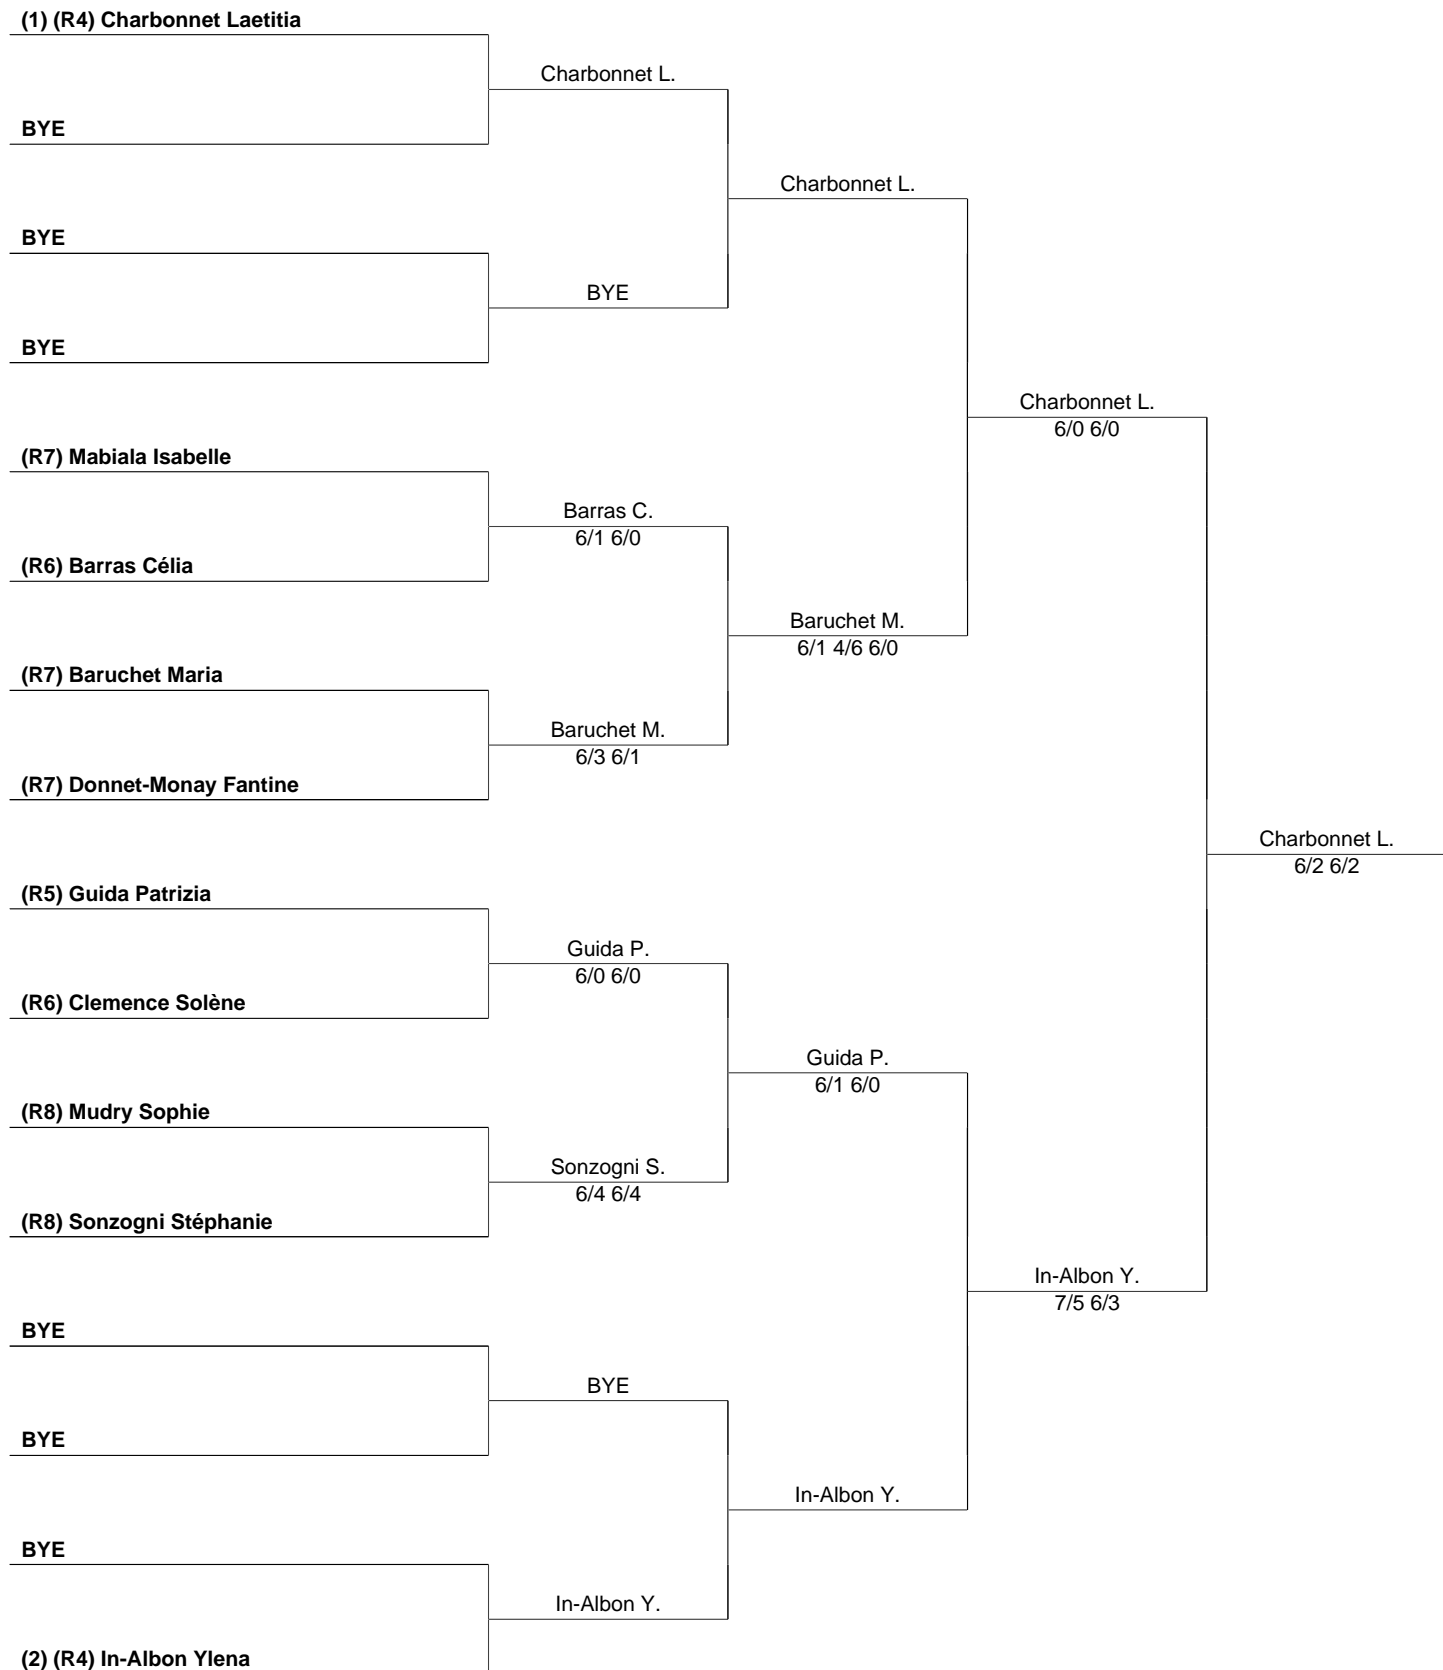 (1) (R4) Charbonnet Laetitia
Charbonnet L.
BYE
Charbonnet L.
BYE
BYE
BYE
Charbonnet L.
6/0 6/0
(R7) Mabiala Isabelle
Barras C.
6/1 6/0
(R6) Barras Célia
Baruchet M.
6/1 4/6 6/0
(R7) Baruchet Maria
Baruchet M.
6/3 6/1
(R7) Donnet-Monay Fantine
Charbonnet L.
6/2 6/2
(R5) Guida Patrizia
Guida P.
6/0 6/0
(R6) Clemence Solène
Guida P.
6/1 6/0
(R8) Mudry Sophie
Sonzogni S.
6/4 6/4
(R8) Sonzogni Stéphanie
In-Albon Y.
7/5 6/3
BYE
BYE
BYE
In-Albon Y.
BYE
In-Albon Y.
(2) (R4) In-Albon Ylena